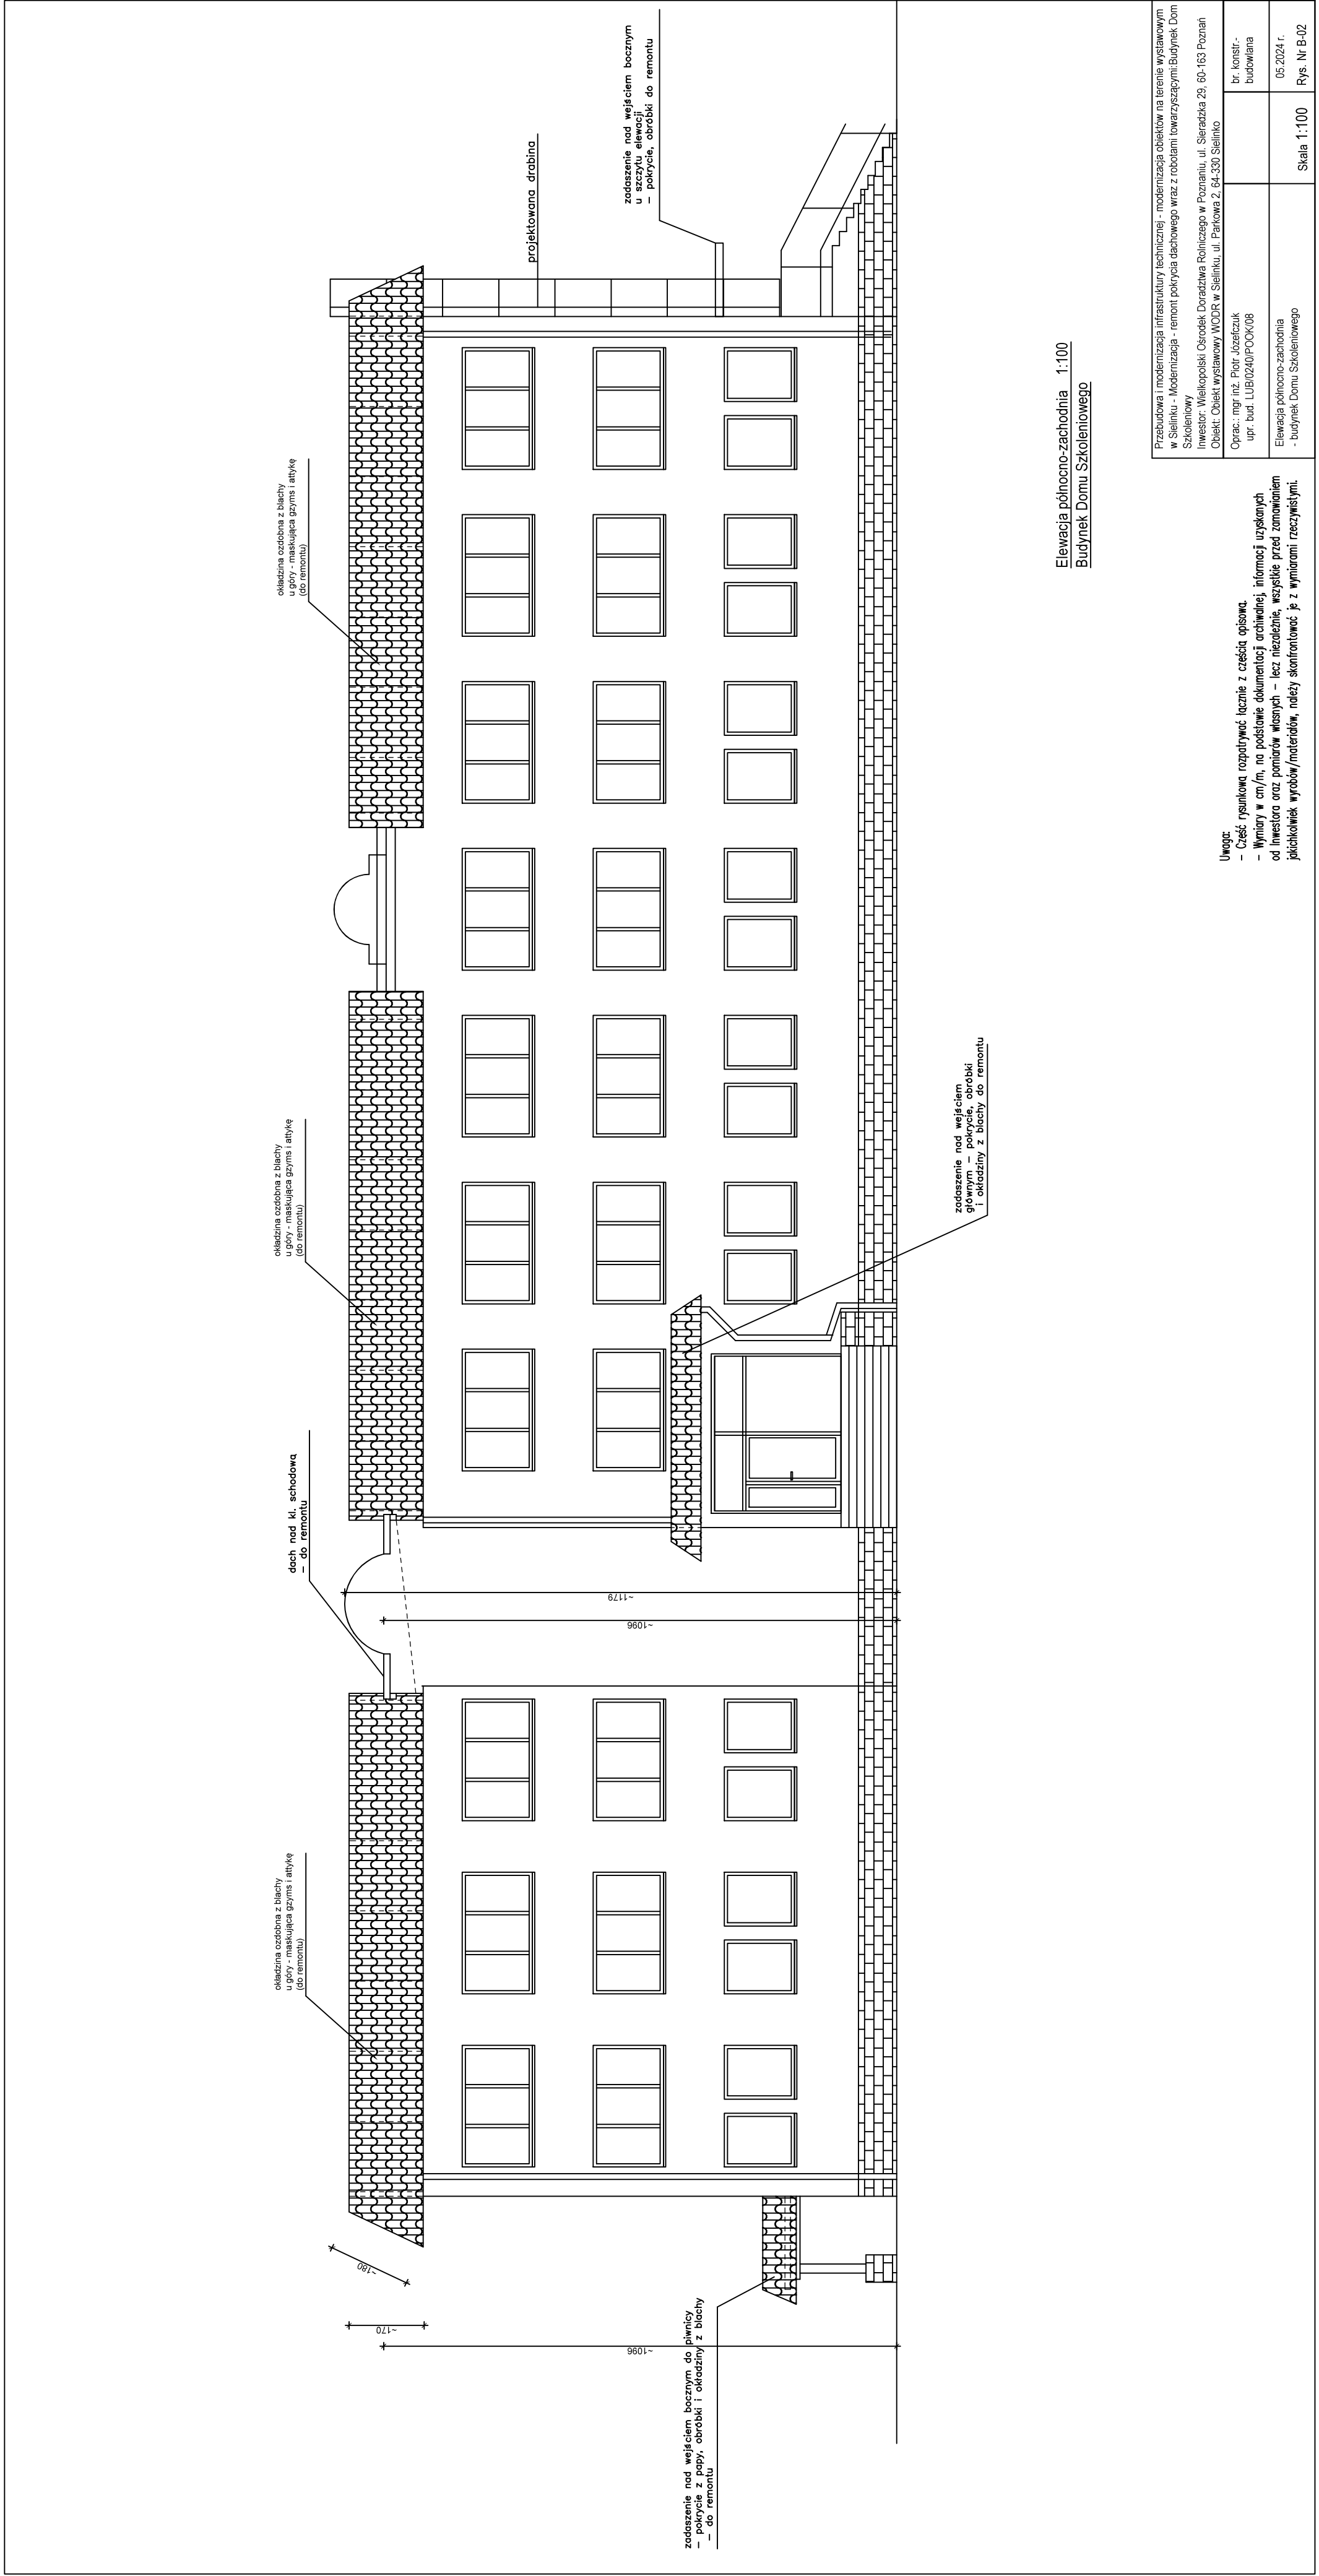 zadaszenie nad wejściem bocznym do piwnicy
– pokrycie z papy, obróbki i okładziny z blachy
– do remontu
~1096
~170
~180
okładzina ozdobna z blachy
u góry - maskująca gzyms i attykę
(do remontu)
dach nad kl. schodową
– do remontu
~1179
~1096
okładzina ozdobna z blachy
u góry - maskująca gzyms i attykę
(do remontu)
zadaszenie nad wejściem
głównym – pokrycie, obróbki
i okładziny z blachy do remontu
okładzina ozdobna z blachy
u góry - maskująca gzyms i attykę
(do remontu)
projektowana drabina
zadaszenie nad wejściem bocznym
u szczytu elewacji
– pokrycie, obróbki do remontu
Elewacja północno-zachodnia 1:100
Budynek Domu Szkoleniowego
Uwaga:
– Cześć rysunkową rozpatrywać łącznie z cześcią opisową.
– Wymiary w cm/m, na podstawie dokumentacji archiwalnej, informacji uzyskanych
od Inwestora oraz pomiarów własnych – lecz niezależnie, wszystkie przed zamawianiem
jakichkolwiek wyrobów/materiałów, należy skonfrontować je z wymiarami rzeczywistymi.
Przebudowa i modernizacja infrastruktury technicznej - modernizacja obiektów na terenie wystawowym
w Sielinku - Modernizacja - remont pokrycia dachowego wraz z robotami towarzyszącymi:Budynek Dom
Szkoleniowy
Inwestor: Wielkopolski Ośrodek Doradztwa Rolniczego w Poznaniu, ul. Sieradzka 29, 60-163 Poznań
Obiekt: Obiekt wystawowy WODR w Sielinku, ul. Parkowa 2, 64-330 Sielinko
Oprac.: mgr inż. Piotr Józefczuk
upr. bud. LUB/0240/POOK/08
br. konstr.-
budowlana
Elewacja północno-zachodnia
- budynek Domu Szkoleniowego
Skala 1:100
05.2024 r.
Rys. Nr B-02